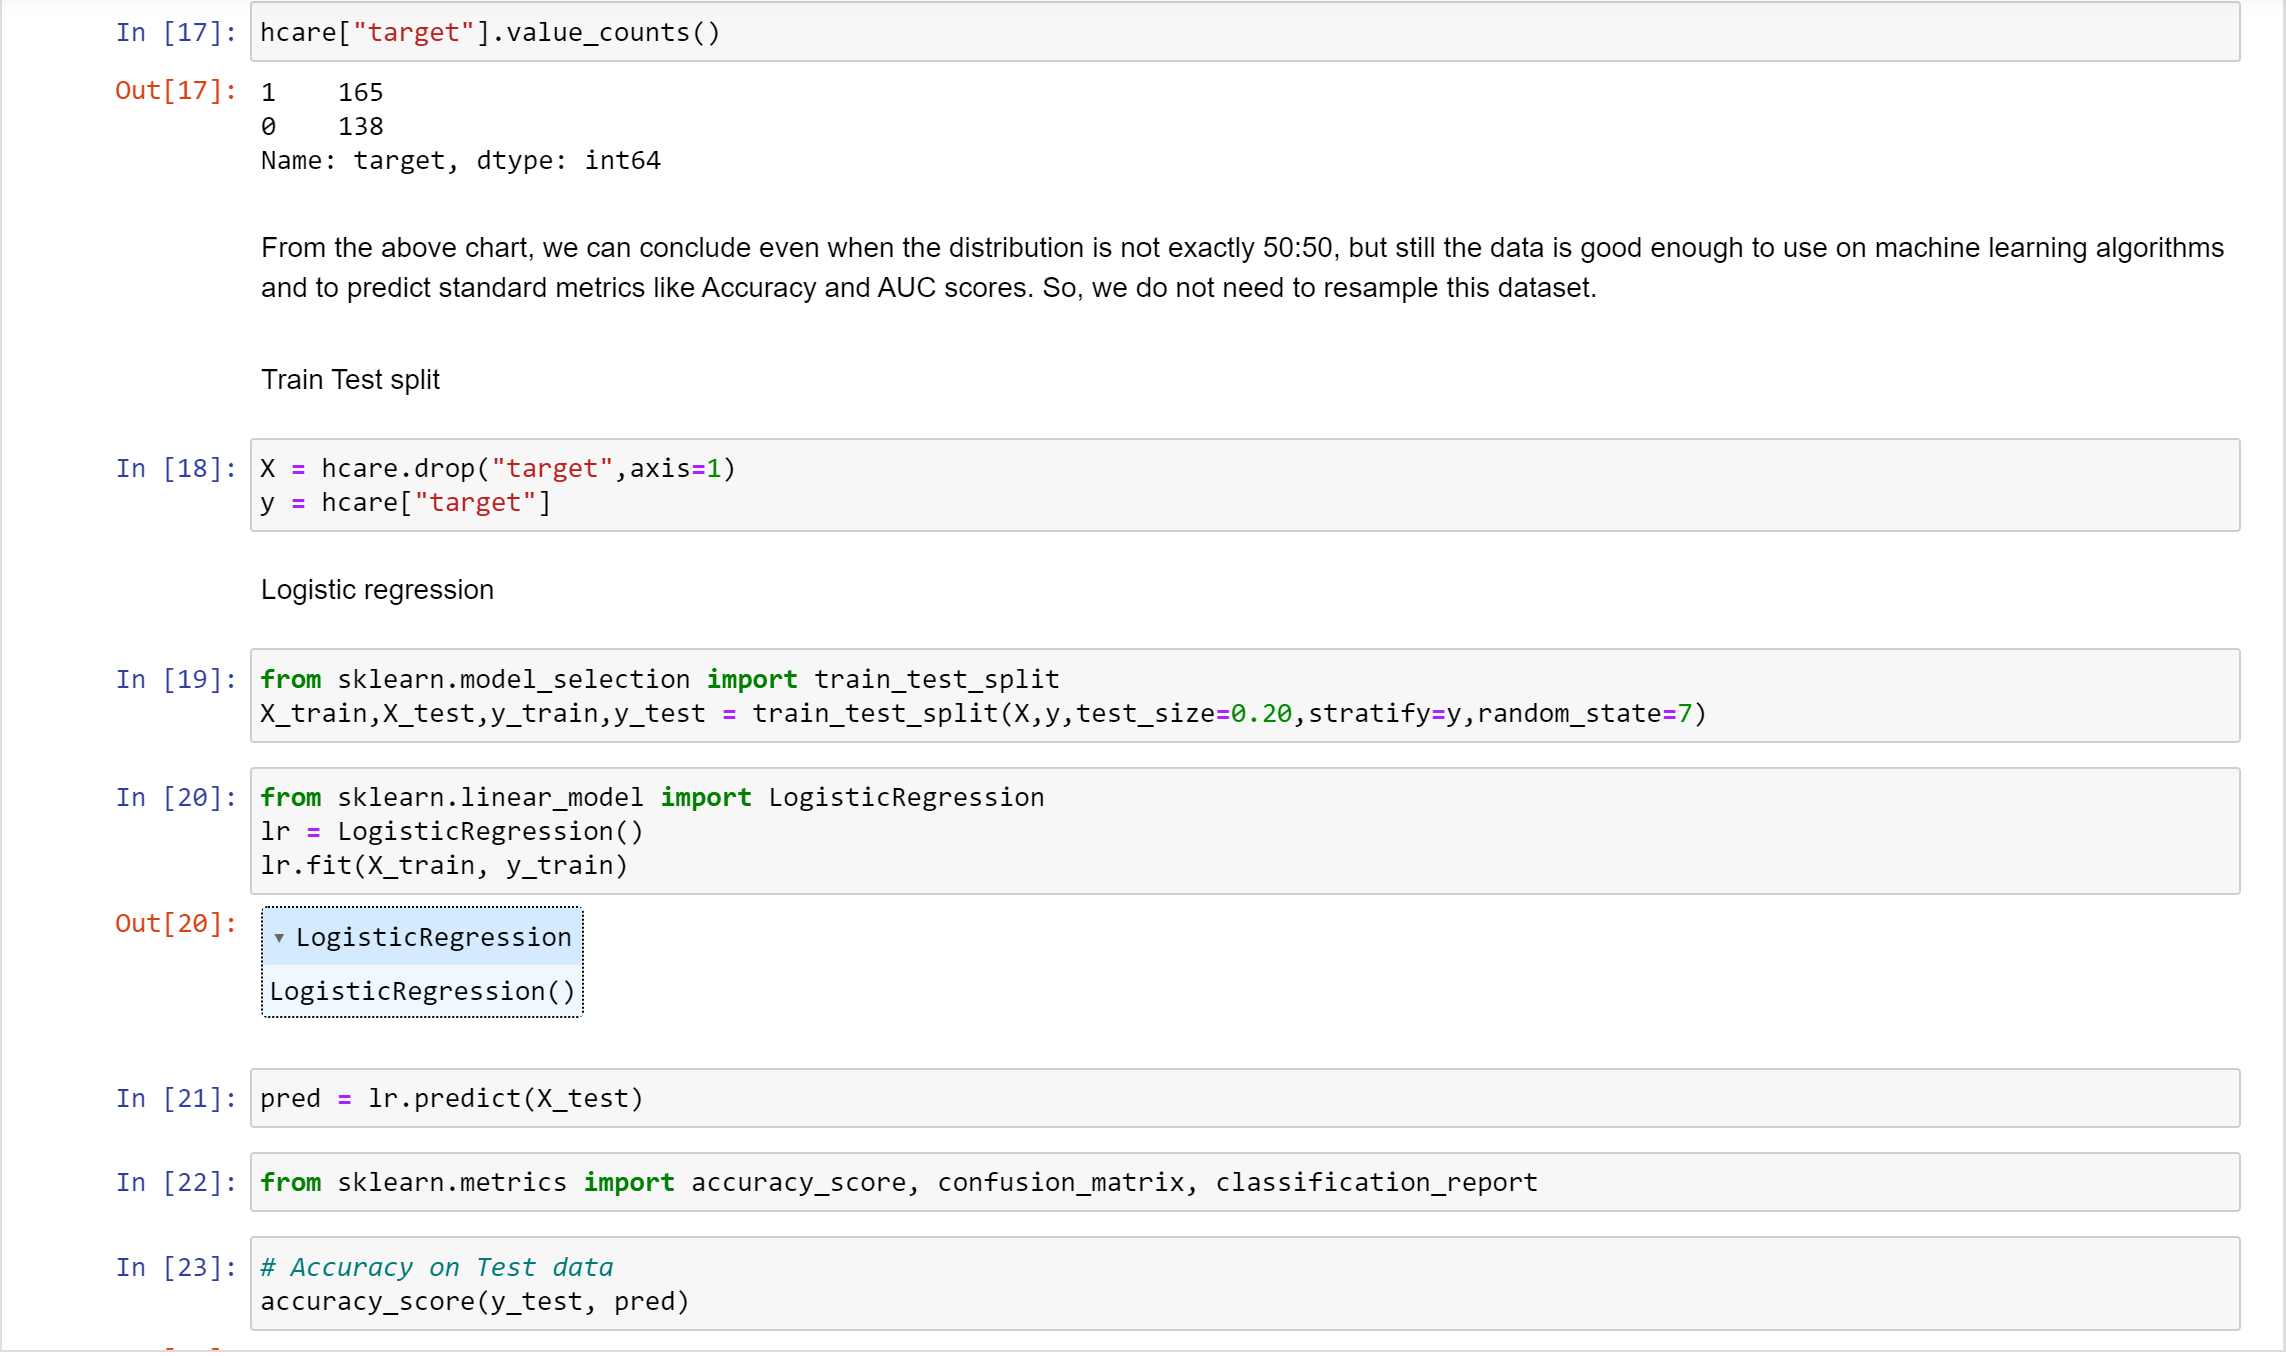 In [17]: hcare["target"].value_counts()
Out[17]: 1    165
0    138
Name: target, dtype: int64
From the above chart, we can conclude even when the distribution is not exactly 50:50, but still the data is good enough to use on machine learning algorithms
and to predict standard metrics like Accuracy and AUC scores. So, we do not need to resample this dataset.
Train Test split
In [18]: X = hcare.drop("target",axis=1)
y = hcare["target"]
Logistic regression
In [19]: from sklearn.model_selection import train_test_split
X_train,X_test,y_train,y_test = train_test_split(X,y,test_size=0.20,stratify=y,random_state=7)
In [20]: from sklearn.linear_model import LogisticRegression
lr = LogisticRegression()
lr.fit(X_train, y_train)
Out[20]: ▾ LogisticRegression
LogisticRegression()
In [21]: pred = lr.predict(X_test)
In [22]: from sklearn.metrics import accuracy_score, confusion_matrix, classification_report
In [23]: # Accuracy on Test data
accuracy_score(y_test, pred)